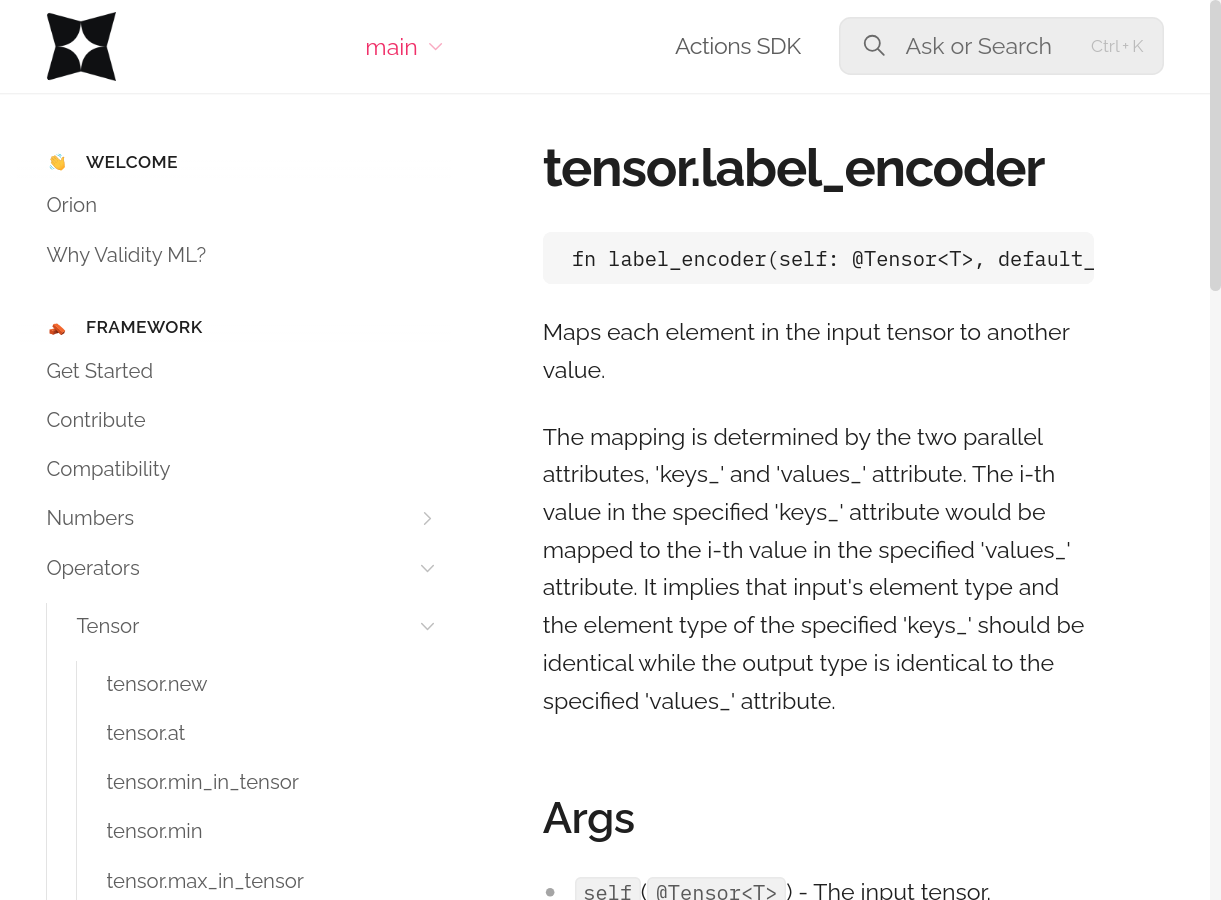 main
Actions SDK
Ask or Search
Ctrl+K
WELCOME
Orion
Why Validity ML?
FRAMEWORK
Get Started
Contribute
Compatibility
Numbers
Operators
Tensor
tensor.new
tensor.at
tensor.min_in_tensor
tensor.min
tensor.max_in_tensor
tensor.label_encoder
fn label_encoder(self: @Tensor<T>, default_
Maps each element in the input tensor to another
value.
The mapping is determined by the two parallel
attributes, 'keys_' and 'values_' attribute. The i-th
value in the specified 'keys_' attribute would be
mapped to the i-th value in the specified 'values_'
attribute. It implies that input's element type and
the element type of the specified 'keys_' should be
identical while the output type is identical to the
specified 'values_' attribute.
Args
self(@Tensor<T>) - The input tensor.